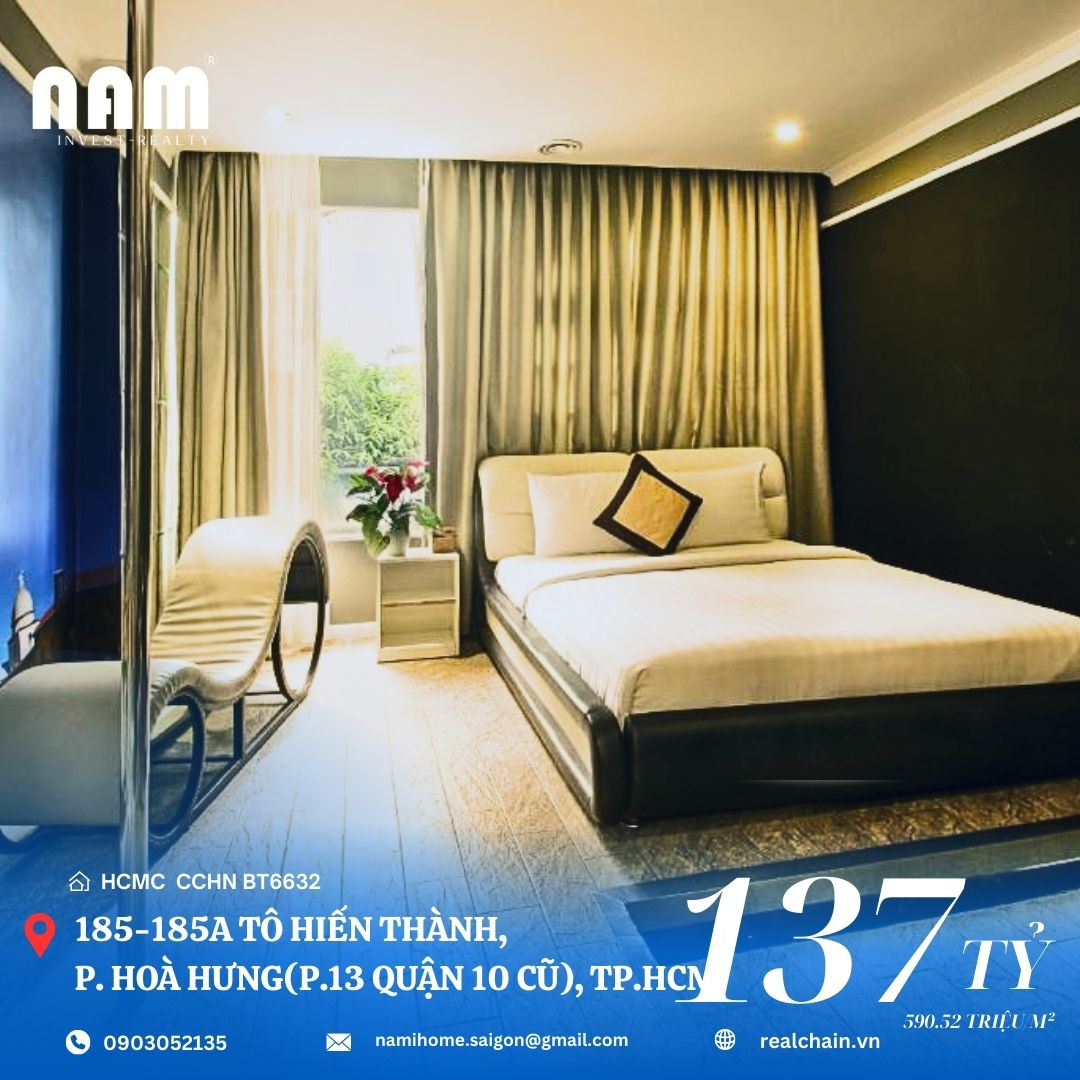 NAM®
INVEST-REALTY
HCMC CCHN BT6632
185-185A TÔ HIẾN THÀNH,
P. HOÀ HƯNG(P.13 QUẬN 10 CŨ), TP.HCM
137 TỶ
590.52 TRIỆU/M²
0903052135
namihome.saigon@gmail.com
realchain.vn